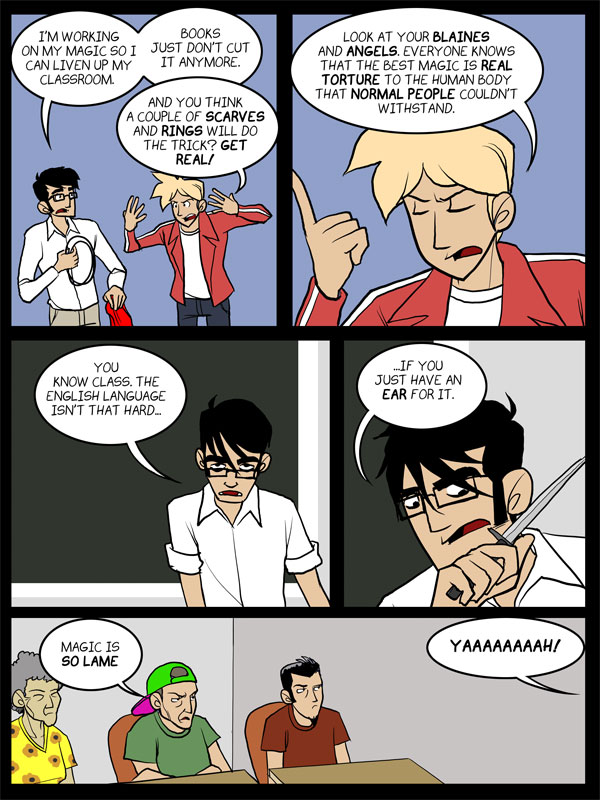 I'M WORKING
ON MY MAGIC SO I
CAN LIVEN UP MY
CLASSROOM.
BOOKS
JUST DON'T CUT
IT ANYMORE.
AND YOU THINK
A COUPLE OF SCARVES
AND RINGS WILL DO
THE TRICK? GET
REAL!
LOOK AT YOUR BLAINES
AND ANGELS. EVERYONE KNOWS
THAT THE BEST MAGIC IS REAL
TORTURE TO THE HUMAN BODY
THAT NORMAL PEOPLE COULDN'T
WITHSTAND.
YOU
KNOW CLASS. THE
ENGLISH LANGUAGE
ISN'T THAT HARD...
...IF YOU
JUST HAVE AN
EAR FOR IT.
MAGIC IS
SO LAME
YAAAAAAAAH!